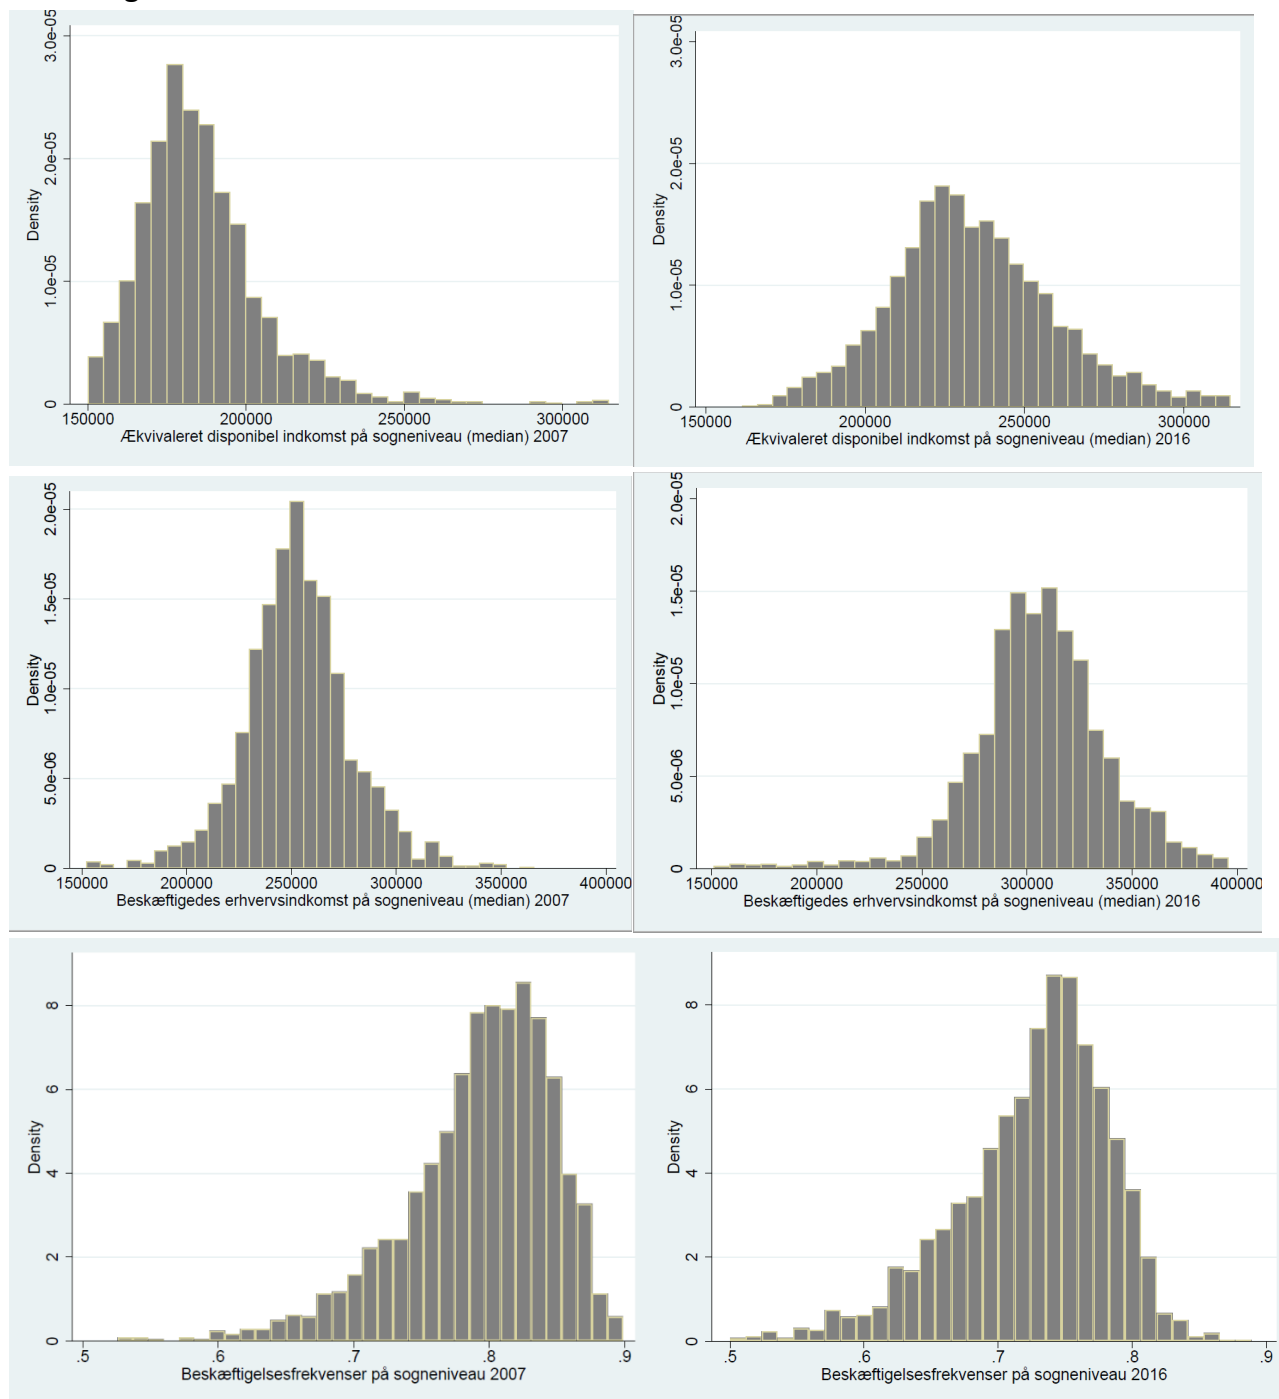 3.0e-05
2.0e-05
1.0e-05
0
Density
150000 200000 250000 300000
Ækvivaleret disponibel indkomst på sogneniveau (median) 2007
3.0e-05
2.0e-05
1.0e-05
0
Density
150000 200000 250000 300000
Ækvivaleret disponibel indkomst på sogneniveau (median) 2016
2.0e-05
1.5e-05
1.0e-05
5.0e-06
0
Density
150000 200000 250000 300000 350000 400000
Beskæftigedes erhvervsindkomst på sogneniveau (median) 2007
2.0e-05
1.5e-05
1.0e-05
5.0e-06
0
Density
150000 200000 250000 300000 350000 400000
Beskæftigedes erhvervsindkomst på sogneniveau (median) 2016
8
6
4
2
0
Density
.5 .6 .7 .8 .9
Beskæftigelsesfrekvenser på sogneniveau 2007
8
6
4
2
0
Density
.5 .6 .7 .8 .9
Beskæftigelsesfrekvenser på sogneniveau 2016